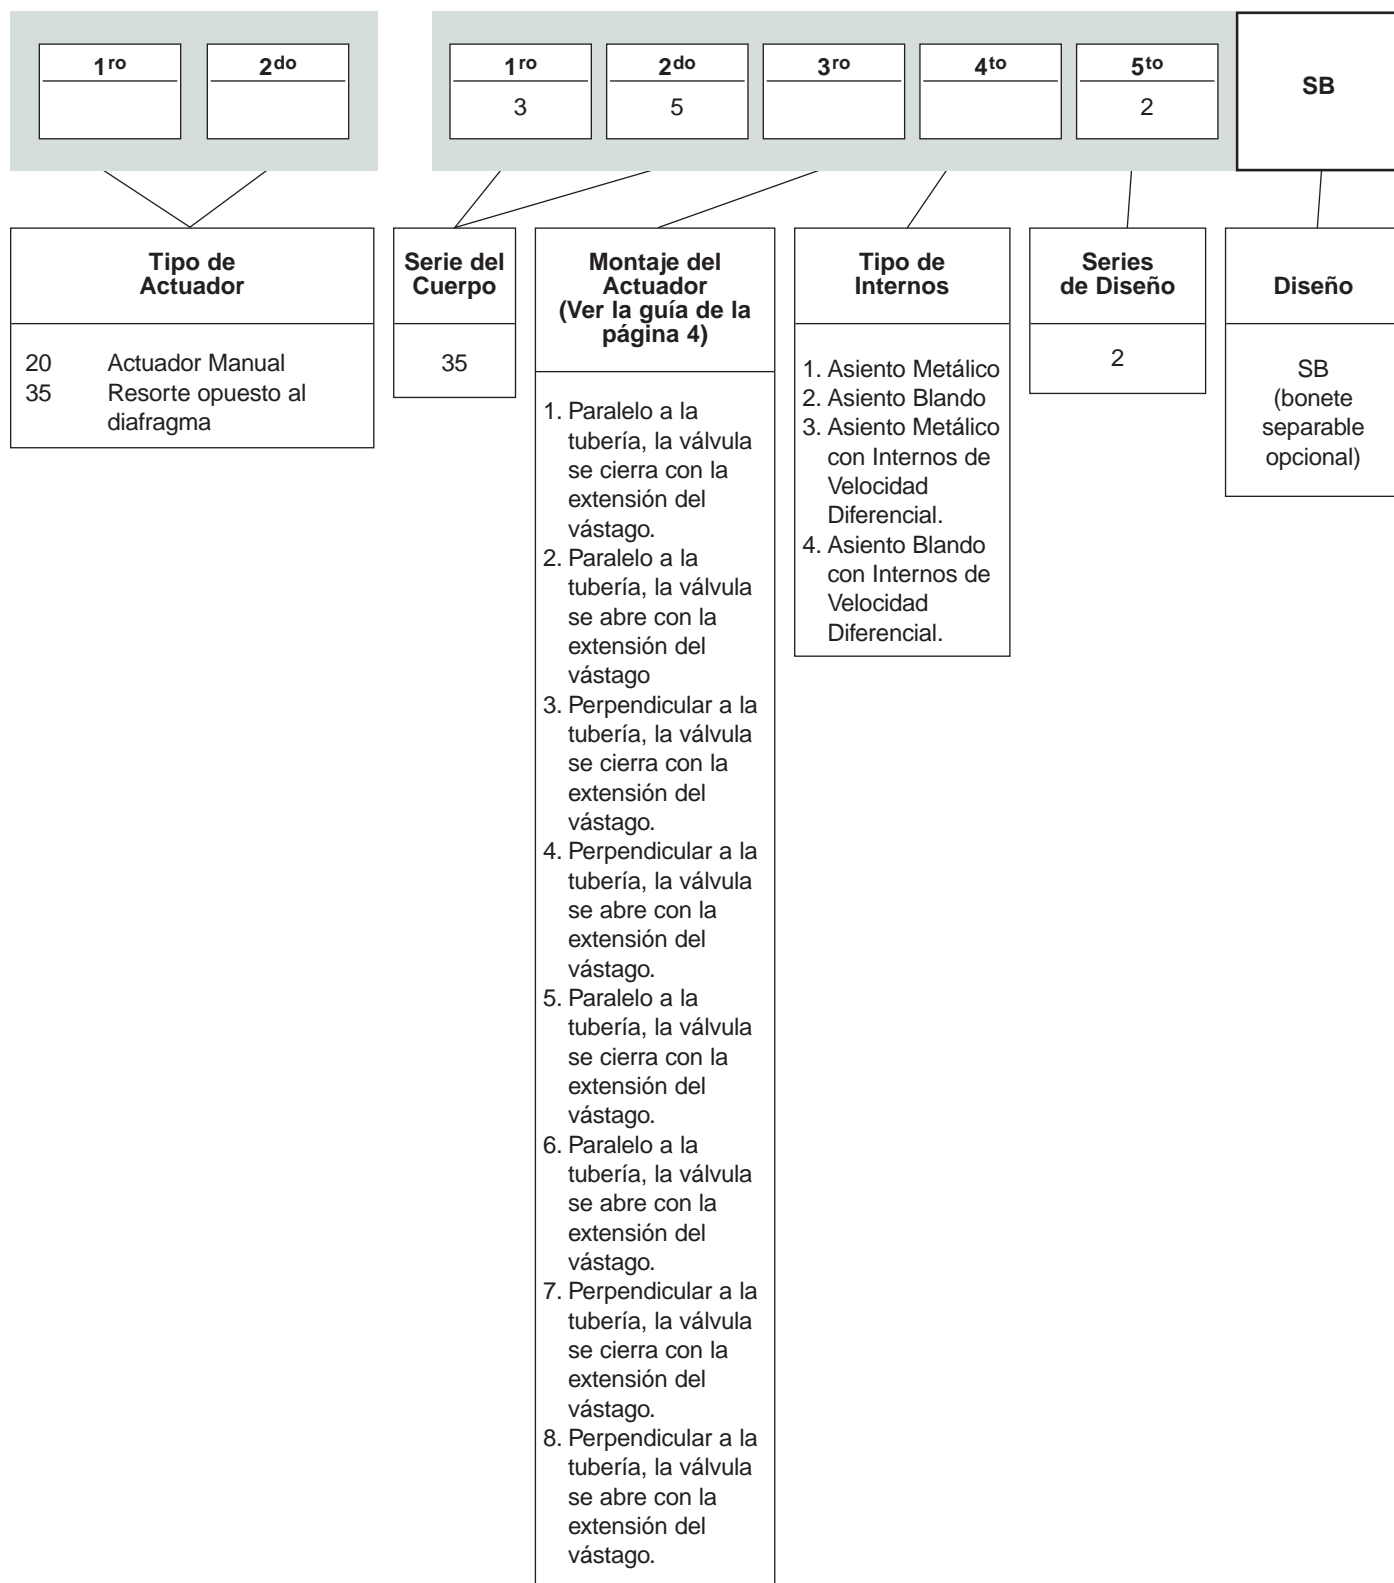 1ro 2do 1ro 2do 3ro 4to 5to SB
3 5 2
Tipo de
Actuador
20 Actuador Manual
35 Resorte opuesto al
diafragma
Serie del
Cuerpo
35
Montaje del
Actuador
(Ver la guía de la
página 4)
1. Paralelo a la
tubería, la válvula
se cierra con la
extensión del
vástago.
2. Paralelo a la
tubería, la válvula
se abre con la
extensión del
vástago
3. Perpendicular a la
tubería, la válvula
se cierra con la
extensión del
vástago.
4. Perpendicular a la
tubería, la válvula
se abre con la
extensión del
vástago.
5. Paralelo a la
tubería, la válvula
se cierra con la
extensión del
vástago.
6. Paralelo a la
tubería, la válvula
se abre con la
extensión del
vástago.
7. Perpendicular a la
tubería, la válvula
se cierra con la
extensión del
vástago.
8. Perpendicular a la
tubería, la válvula
se abre con la
extensión del
vástago.
Tipo de
Internos
1. Asiento Metálico
2. Asiento Blando
3. Asiento Metálico
con Internos de
Velocidad
Diferencial.
4. Asiento Blando
con Internos de
Velocidad
Diferencial.
Series
de Diseño
2
Diseño
SB
(bonete
separable
opcional)